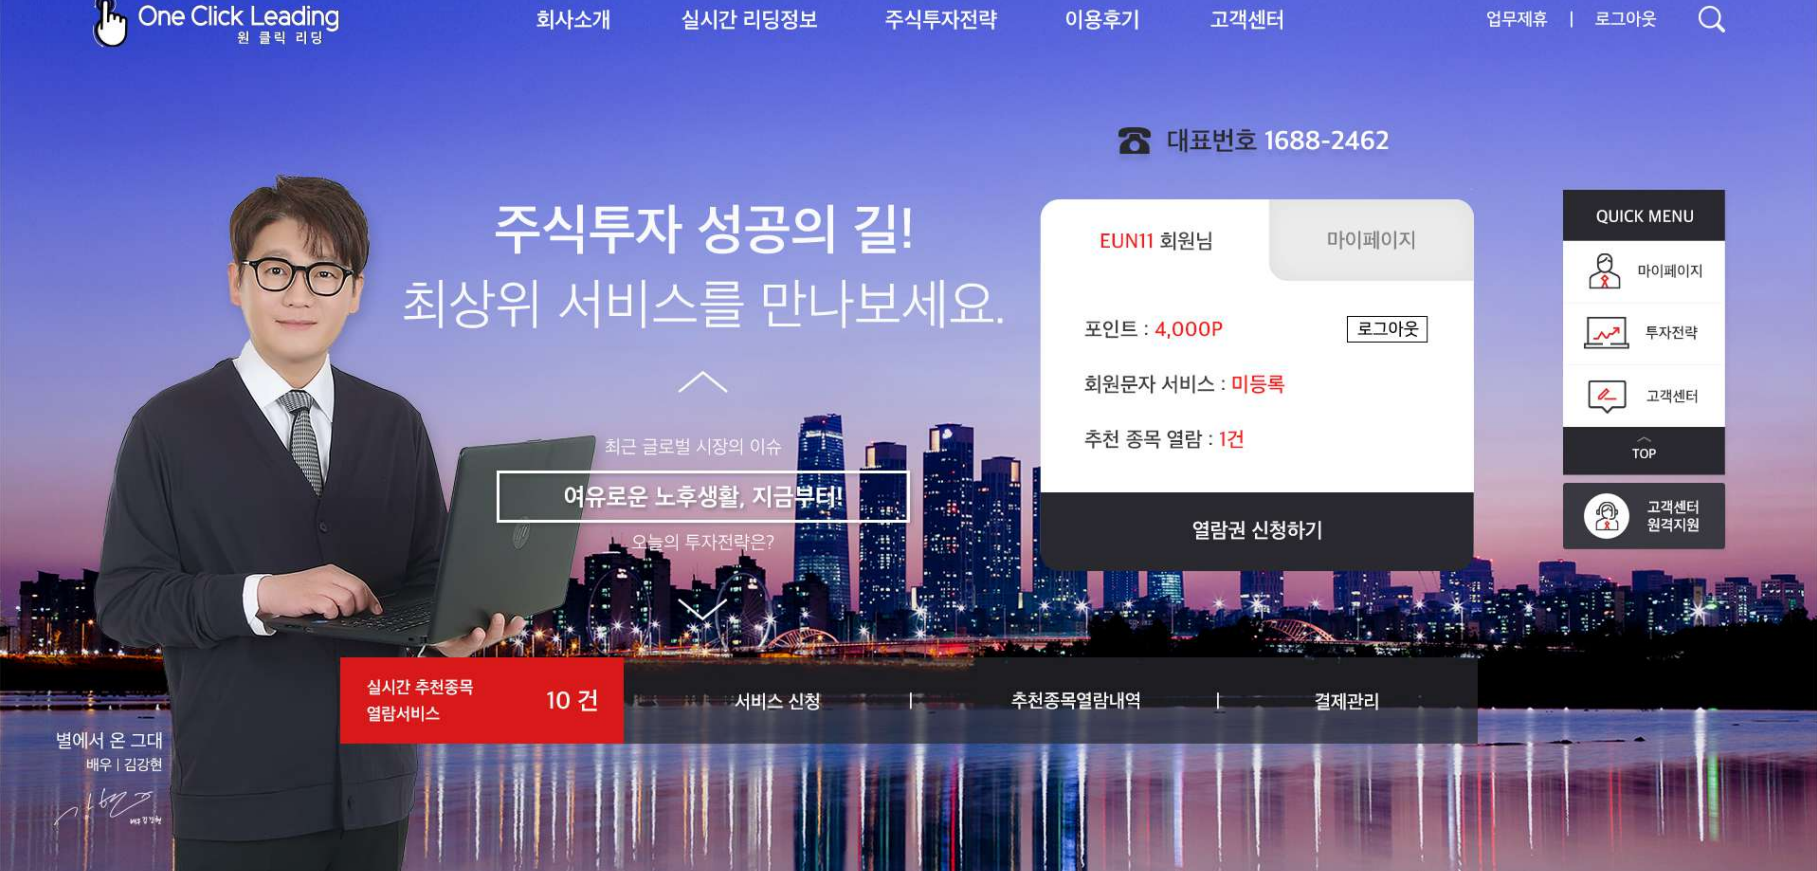 One Click Leading
원 클릭 리딩
회사소개
실시간 리딩정보
주식투자전략
이용후기
고객센터
업무제휴 | 로그아웃
대표번호 1688-2462
주식투자 성공의 길!
최상위 서비스를 만나보세요.
최근 글로벌 시장의 이슈
여유로운 노후생활, 지금부터!
오늘의 투자전략은?
EUN11 회원님
마이페이지
포인트 : 4,000P
로그아웃
회원문자 서비스 : 미등록
추천 종목 열람 : 1건
열람권 신청하기
QUICK MENU
마이페이지
투자전략
고객센터
TOP
고객센터
원격지원
실시간 추천종목
열람서비스
10 건
서비스 신청 | 추천종목열람내역 | 결제관리
별에서 온 그대
배우 | 김강현
배우 김강현